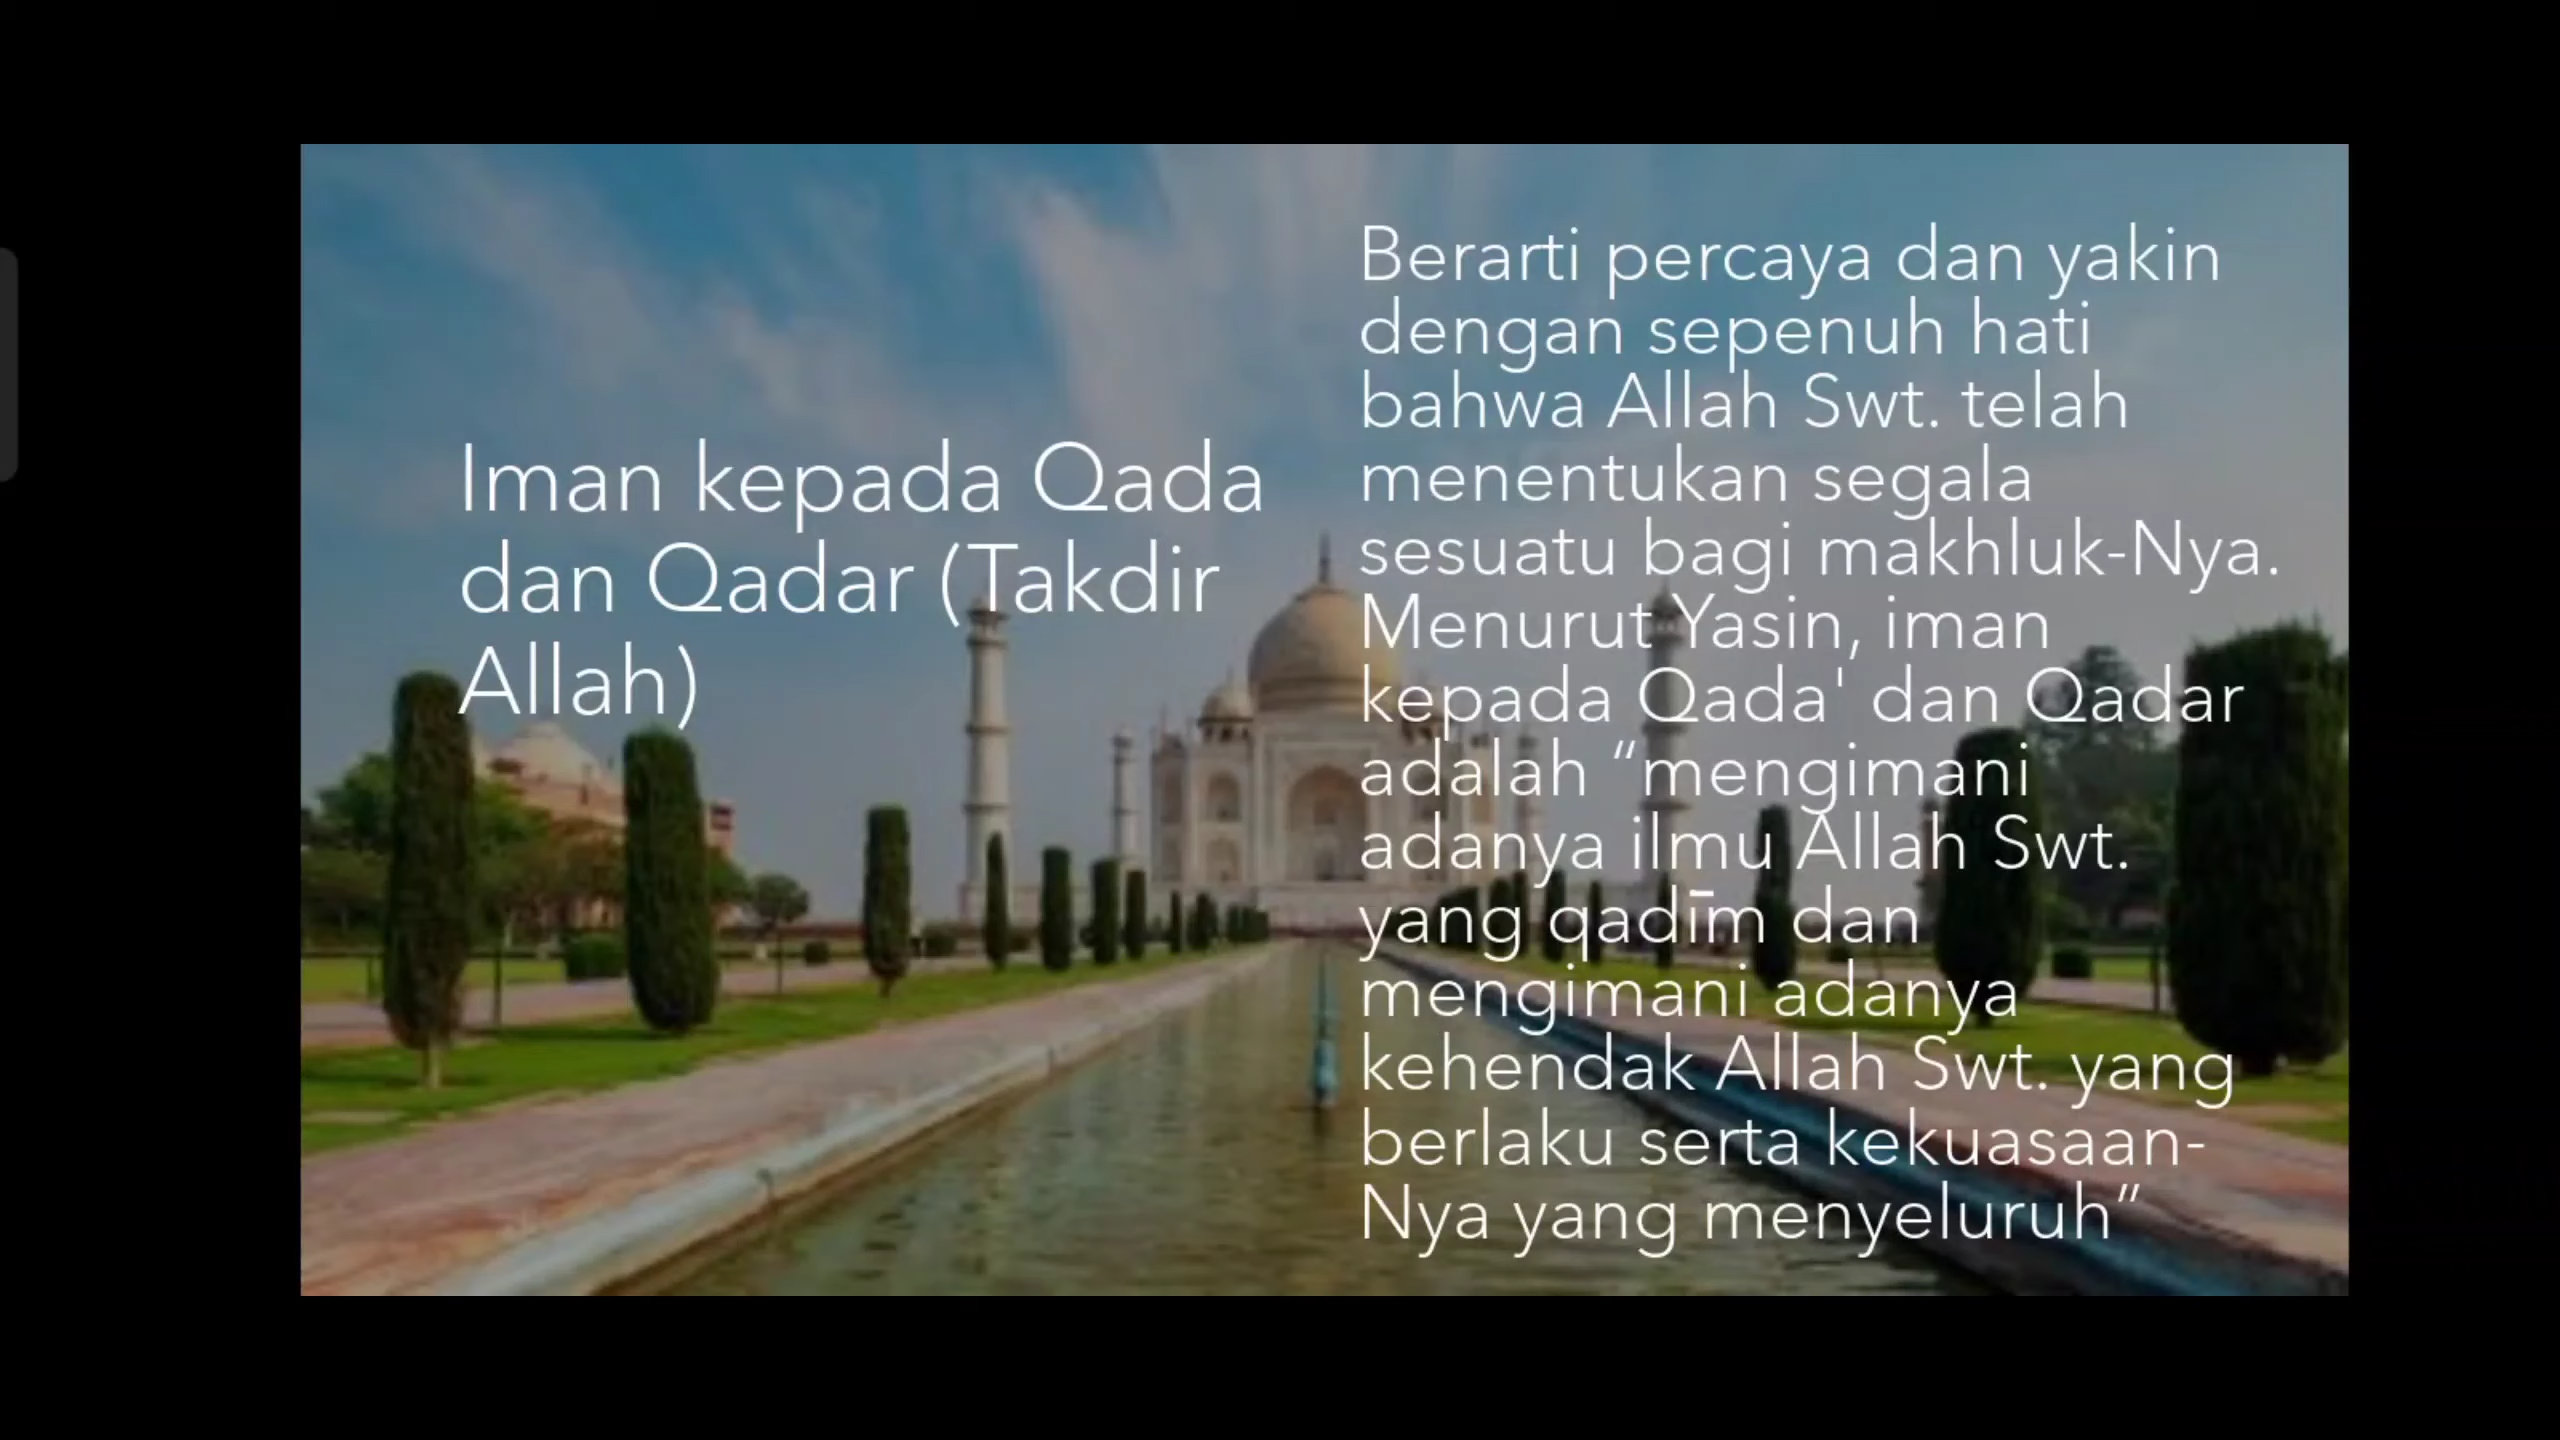 Iman kepada Qada
dan Qadar (Takdir
Allah)
Berarti percaya dan yakin
dengan sepenuh hati
bahwa Allah Swt. telah
menentukan segala
sesuatu bagi makhluk-Nya.
Menurut Yasin, iman
kepada Qada' dan Qadar
adalah “mengimani
adanya ilmu Allah Swt.
yang qadīm dan
mengimani adanya
kehendak Allah Swt. yang
berlaku serta kekuasaan-
Nya yang menyeluruh”